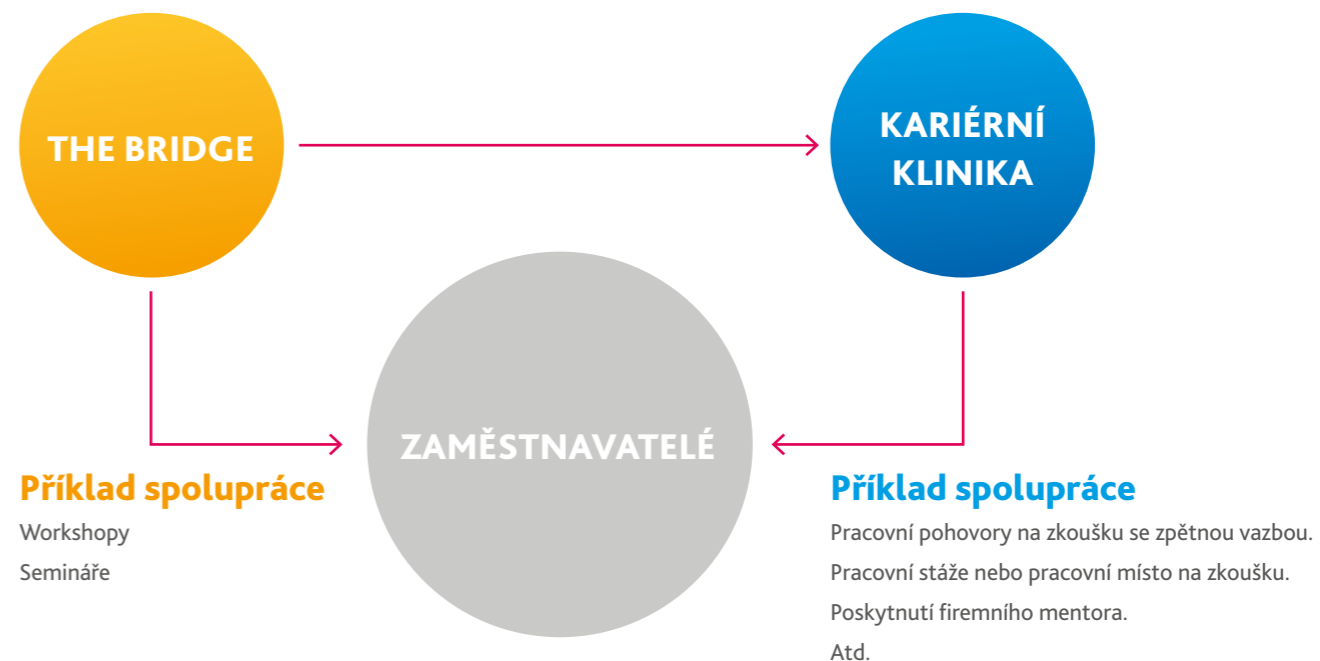 THE BRIDGE
KARIÉRNÍ
KLINIKA
ZAMĚSTNAVATELÉ
Příklad spolupráce
Workshopy
Semináře
Příklad spolupráce
Pracovní pohovory na zkoušku se zpětnou vazbou.
Pracovní stáže nebo pracovní místo na zkoušku.
Poskytnutí firemního mentora.
Atd.